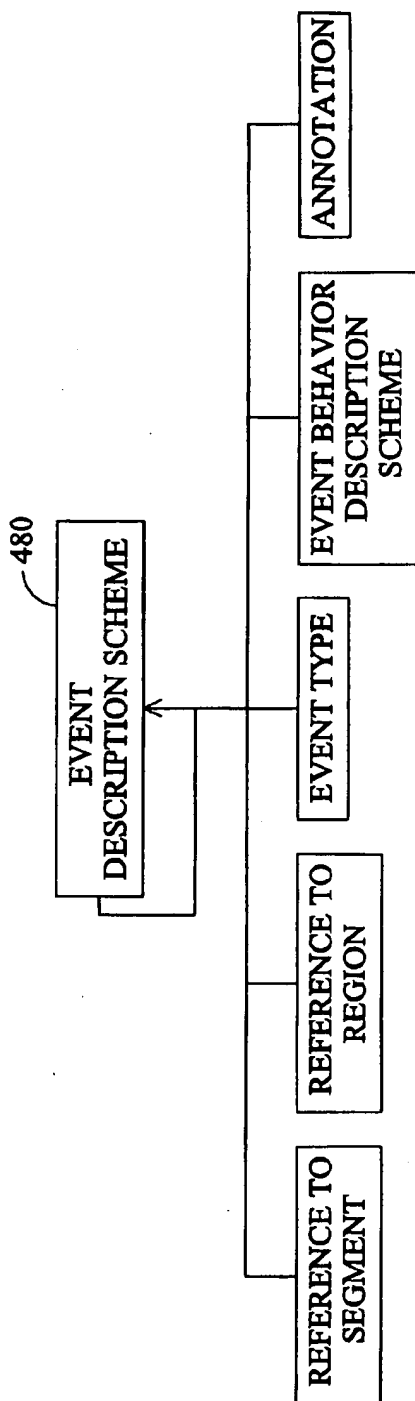 480
EVENT
DESCRIPTION SCHEME
REFERENCE TO
SEGMENT
REFERENCE TO
REGION
EVENT TYPE
EVENT BEHAVIOR
DESCRIPTION
SCHEME
ANNOTATION